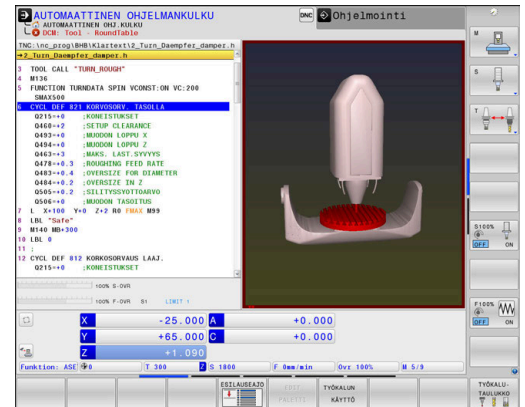 AUTOMAATTINEN OHJELMANKULKU
DNC
Ohjelmointi
AUTOMAATTINEN OHJ.KULKU
DCM: Tool - RoundTable
TNC:\nc_prog\BHB\Klartext\2_Turn_Daempfer_damper.h
→2_Turn_Daempfer_damper.h
3 TOOL CALL "TURN_ROUGH"
4 M136
5 FUNCTION TURNDATA SPIN VCONST:ON VC:200
SMAX500
6 CYCL DEF 821 KORVOSORV. TASOLLA
Q215=+0 ;KONEISTUKSET
Q460=+2 ;SETUP CLEARANCE
Q493=+0 ;MUODON LOPPU X
Q494=+0 ;MUODON LOPPU Z
Q463=+3 ;MAKS. LAST.SYVYYS
Q478=+0.3 ;ROUGHING FEED RATE
Q483=+0.4 ;OVERSIZE FOR DIAMETER
Q484=+0.2 ;OVERSIZE IN Z
Q505=+0.2 ;SILITYSSYOTTOARVO
Q506=+0 ;MUODON TASOITUS
7 L X+100 Y+0 Z+2 R0 FMAX M99
8 LBL "Safe"
9 M140 MB+300
10 LBL 0
11 ;
12 CYCL DEF 812 KORKOSORVAUS LAAJ.
Q215=+0 ;KONEISTUKSET
100% S-OVR
100% F-OVR S1 LIMIT 1
X -25.000 A +0.000
Y +65.000 C +0.000
Z +1.090
T 300 Z S 1800 F 0mm/min Ovr 100% M 5/9
M
S
T
S100%
OFF ON
F100%
OFF ON
ESILAUSEAJO
TYÖKALUN
KÄYTTÖ
TYÖKALU-
TAULUKKO